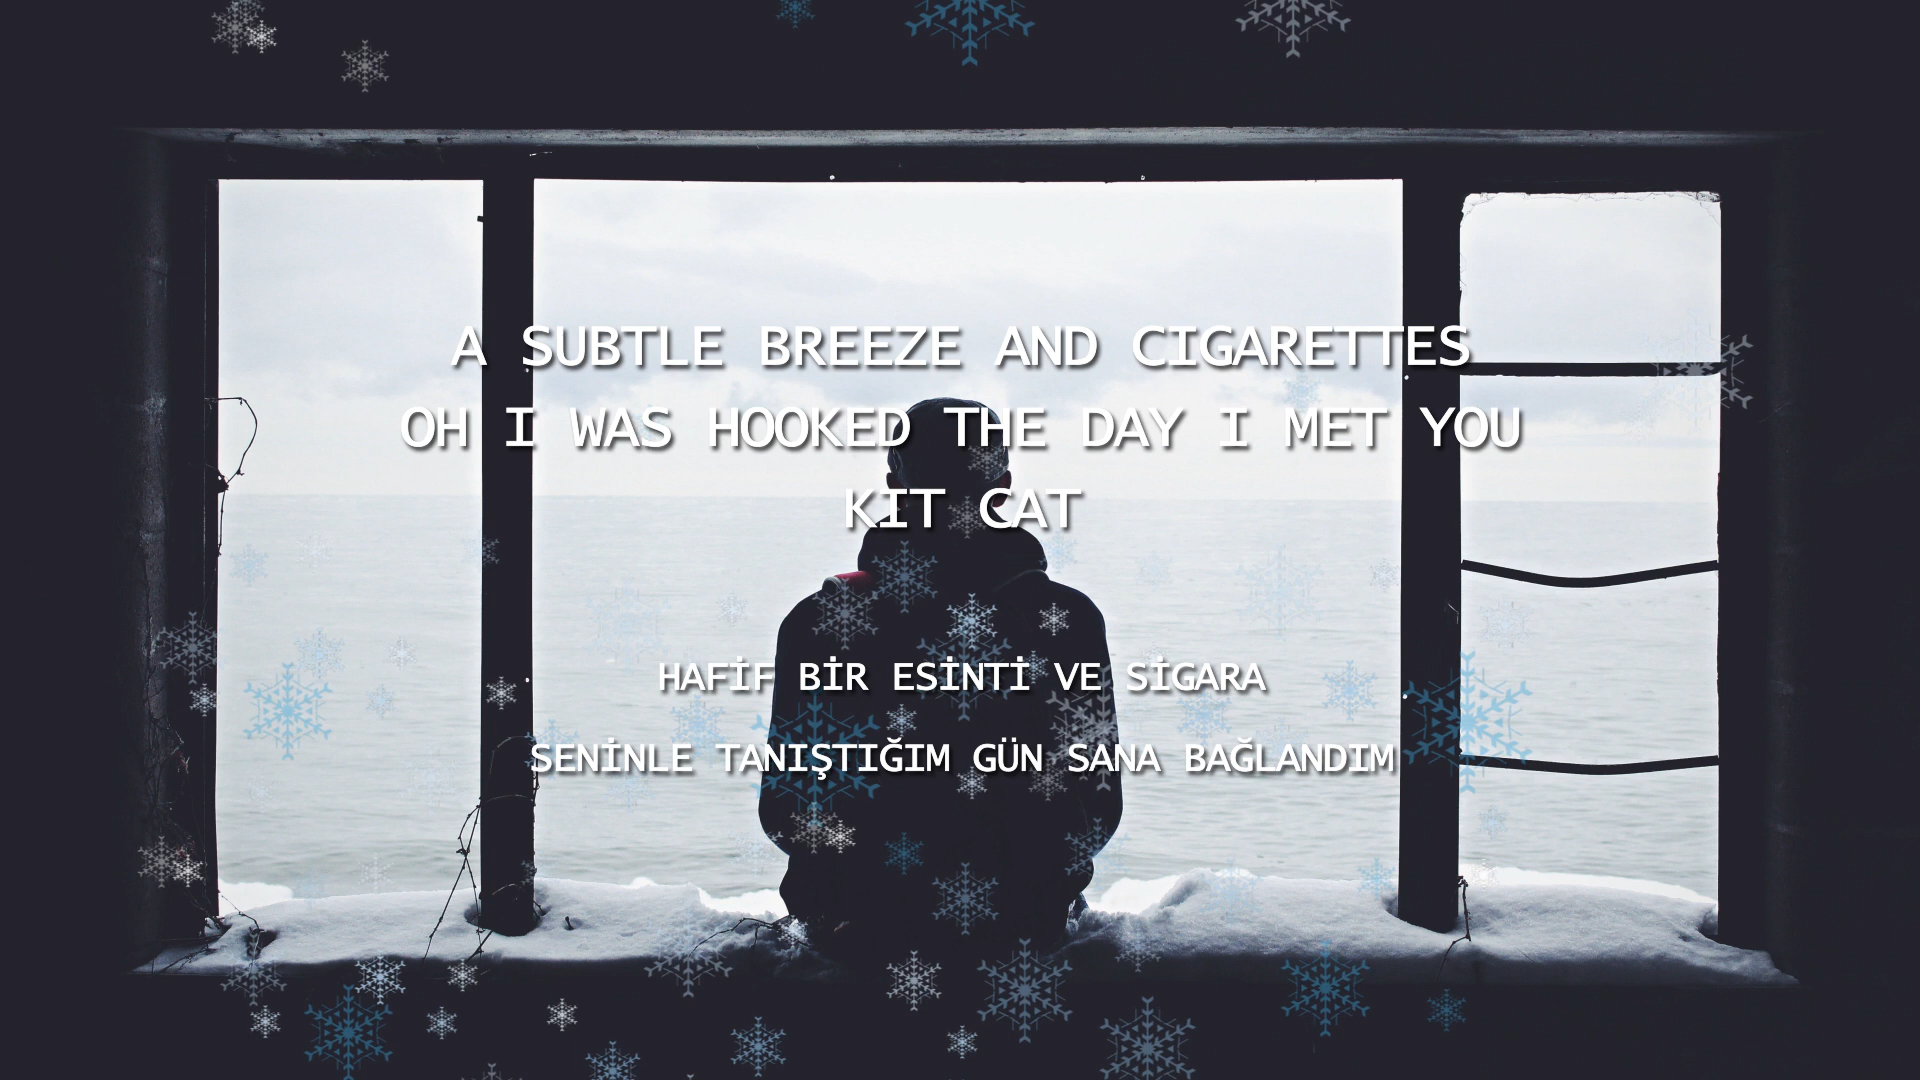 A SUBTLE BREEZE AND CIGARETTES
OH I WAS HOOKED THE DAY I MET YOU
KIT CAT
HAFİF BİR ESİNTİ VE SİGARA
SENİNLE TANIŞTIĞIM GÜN SANA BAĞLANDIM